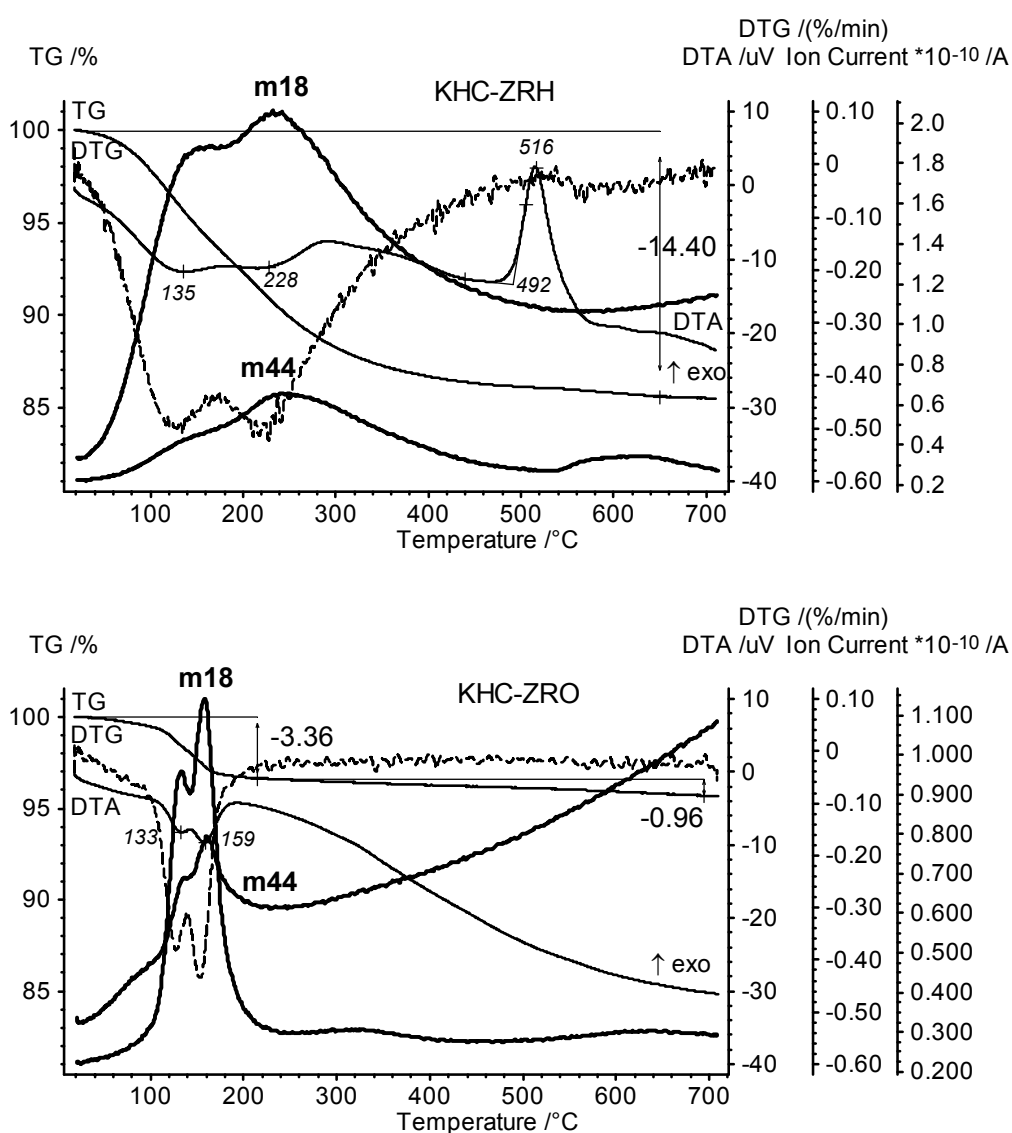 DTG /(%/min)
TG /% DTA /uV Ion Current *10-10 /A
m18 KHC-ZRH
TG 10 0.10 2.0
100
DTG 516 0 1.8
0
95 -0.10 1.6
-14.40
-10 -0.20 1.4
135 228 492
1.2
90 DTA -20 -0.30 1.0
m44 ↑ exo 0.8
-0.40
85 -30 0.6
-0.50 0.4
-40 -0.60 0.2
100 200 300 400 500 600 700
Temperature /°C
DTG /(%/min)
TG /% DTA /uV Ion Current *10-10 /A
m18 KHC-ZRO
TG 10 0.10 1.100
100
DTG -3.36 0 1.000
0
DTA 0.900
95 -0.10
133 159 -0.96 0.800
-10 -0.20 0.700
m44
90 -0.30 0.600
-20 0.500
↑ exo -0.40
85 -30 0.400
-0.50 0.300
-40 -0.60 0.200
100 200 300 400 500 600 700
Temperature /°C